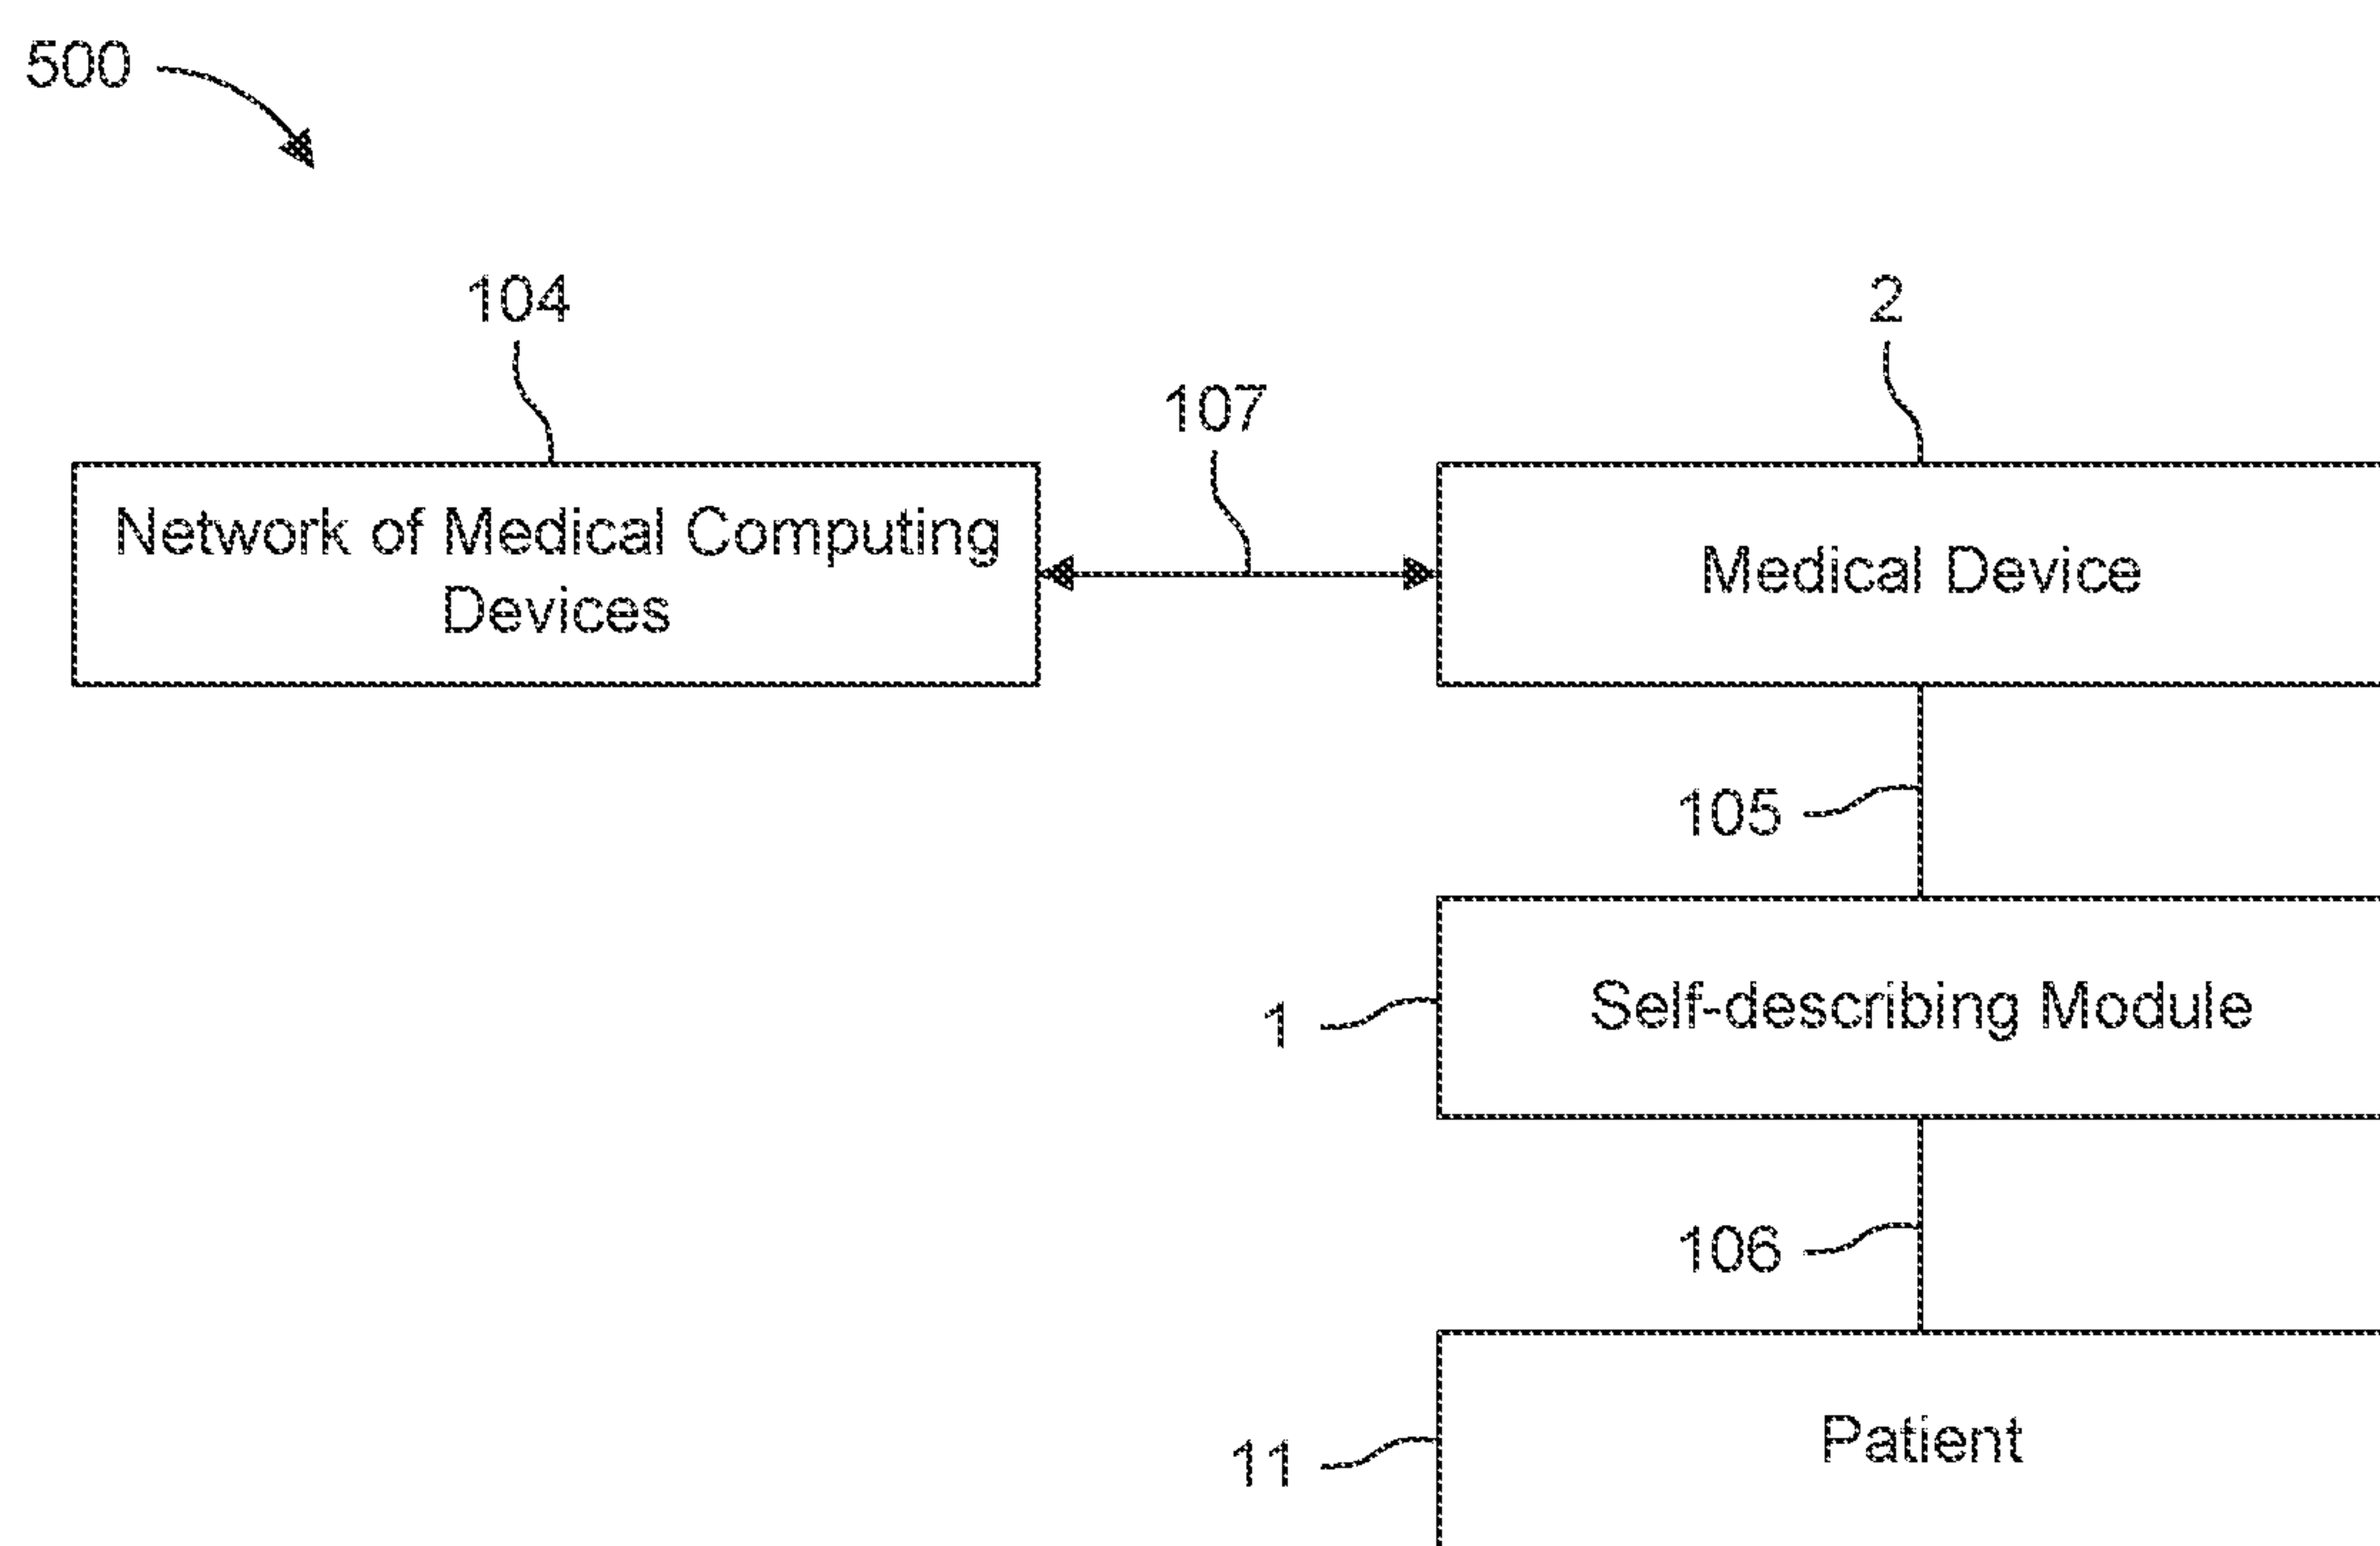 500
104
2
107
Network of Medical Computing
Devices
Medical Device
105
1
Self-describing Module
106
11
Patient